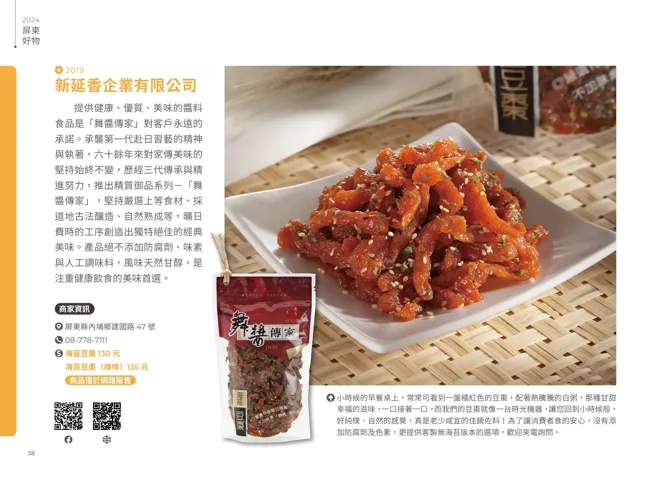 2024
屏東
好物
2019
新延香企業有限公司
提供健康、優質、美味的醬料
食品是「舞醬傳家」對客戶永遠的
承諾。承襲第一代赴日習藝的精神
與執著，六十餘年來對家傳美味的
堅持始終不變，歷經三代傳承與精
進努力，推出精質御品系列－「舞
醬傳家」，堅持嚴選上等食材、採
道地古法釀造、自然熟成等，曠日
費時的工序創造出獨特絕佳的經典
美味。產品絕不添加防腐劑、味素
與人工調味料，風味天然甘醇，是
注重健康飲食的美味首選。
商家資訊
屏東縣內埔鄉建國路 47 號
08-778-7111
海苔豆棗 130 元
海苔豆棗（辣味）135 元
商品僅於網路販售
38
豆棗
舞醬傳家
豆棗
小時候的早餐桌上，常常可看到一盤橘紅色的豆棗，配著熱騰騰的白粥，那種甘甜
幸福的滋味，一口接著一口，而我們的豆棗就像一台時光機器，讓您回到小時候般，
好純樸、自然的感覺，真是老少咸宜的佳餚佐料！為了讓消費者食的安心，沒有添
加防腐劑及色素，更提供客製無海苔版本的選項，歡迎來電詢問。